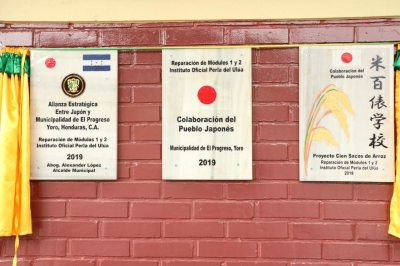 Alianza Estratégica
Entre Japón y
Municipalidad de El Progreso
Yoro, Honduras, C.A.
Reparación de Módulos 1 y 2
Instituto Oficial Perla del Ulúa
2019
Abog. Alexander López
Alcalde Municipal
Reparación de Módulos 1 y 2
Instituto Oficial Perla del Ulúa
Colaboración del
Pueblo Japonés
Municipalidad de El Progreso, Yoro
2019
Colaboración del
Pueblo Japonés
米百俵学校
Proyecto Cien Sacos de Arroz
Reparación de Módulos 1 y 2
Instituto Oficial Perla del Ulúa
2019